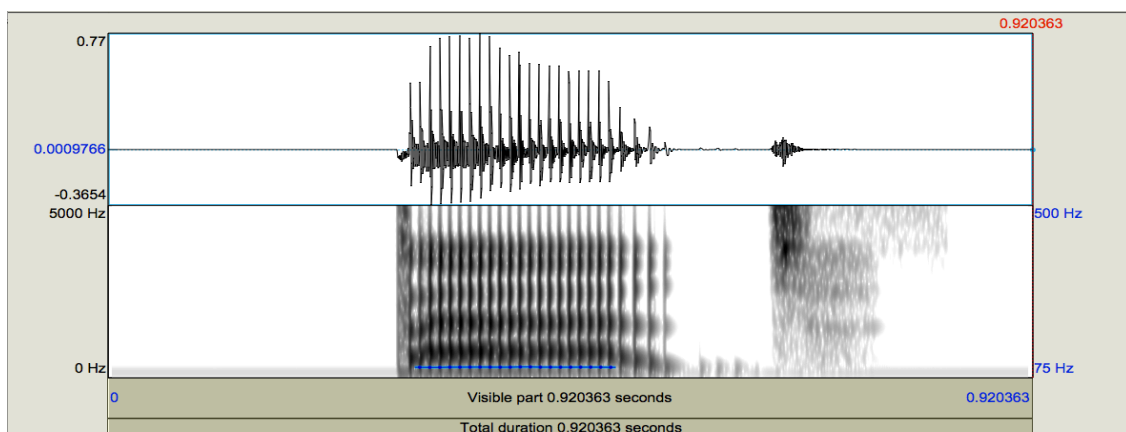 0.920363
0.77
0.0009766
-0.3654
5000 Hz 500 Hz
0 Hz 75 Hz
0 Visible part 0.920363 seconds 0.920363
Total duration 0.920363 seconds